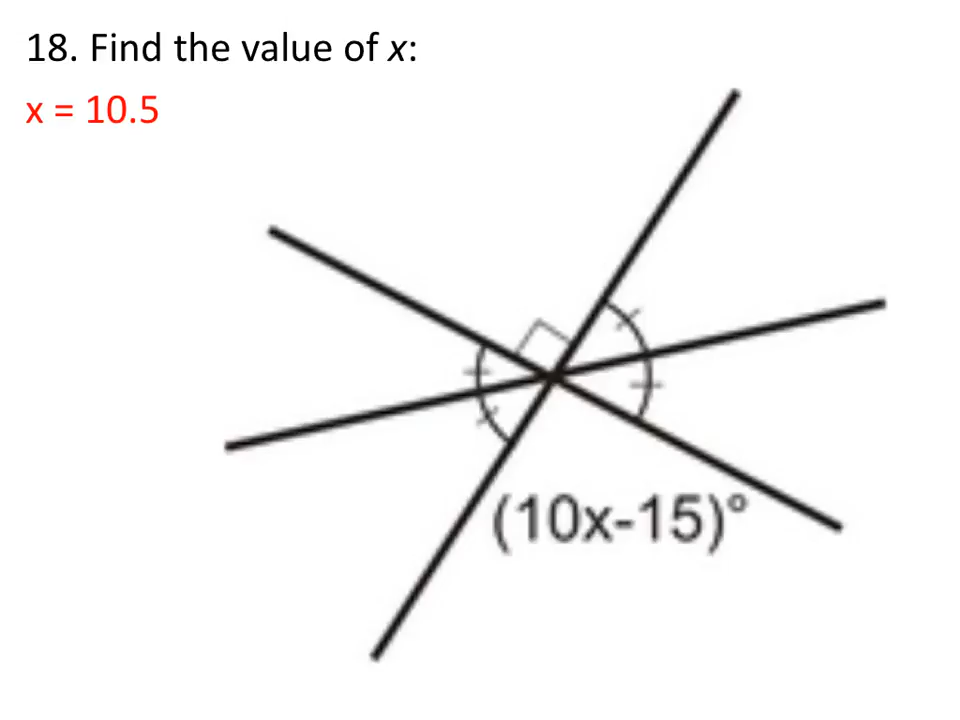 18. Find the value of x:
x = 10.5
(10x-15)°